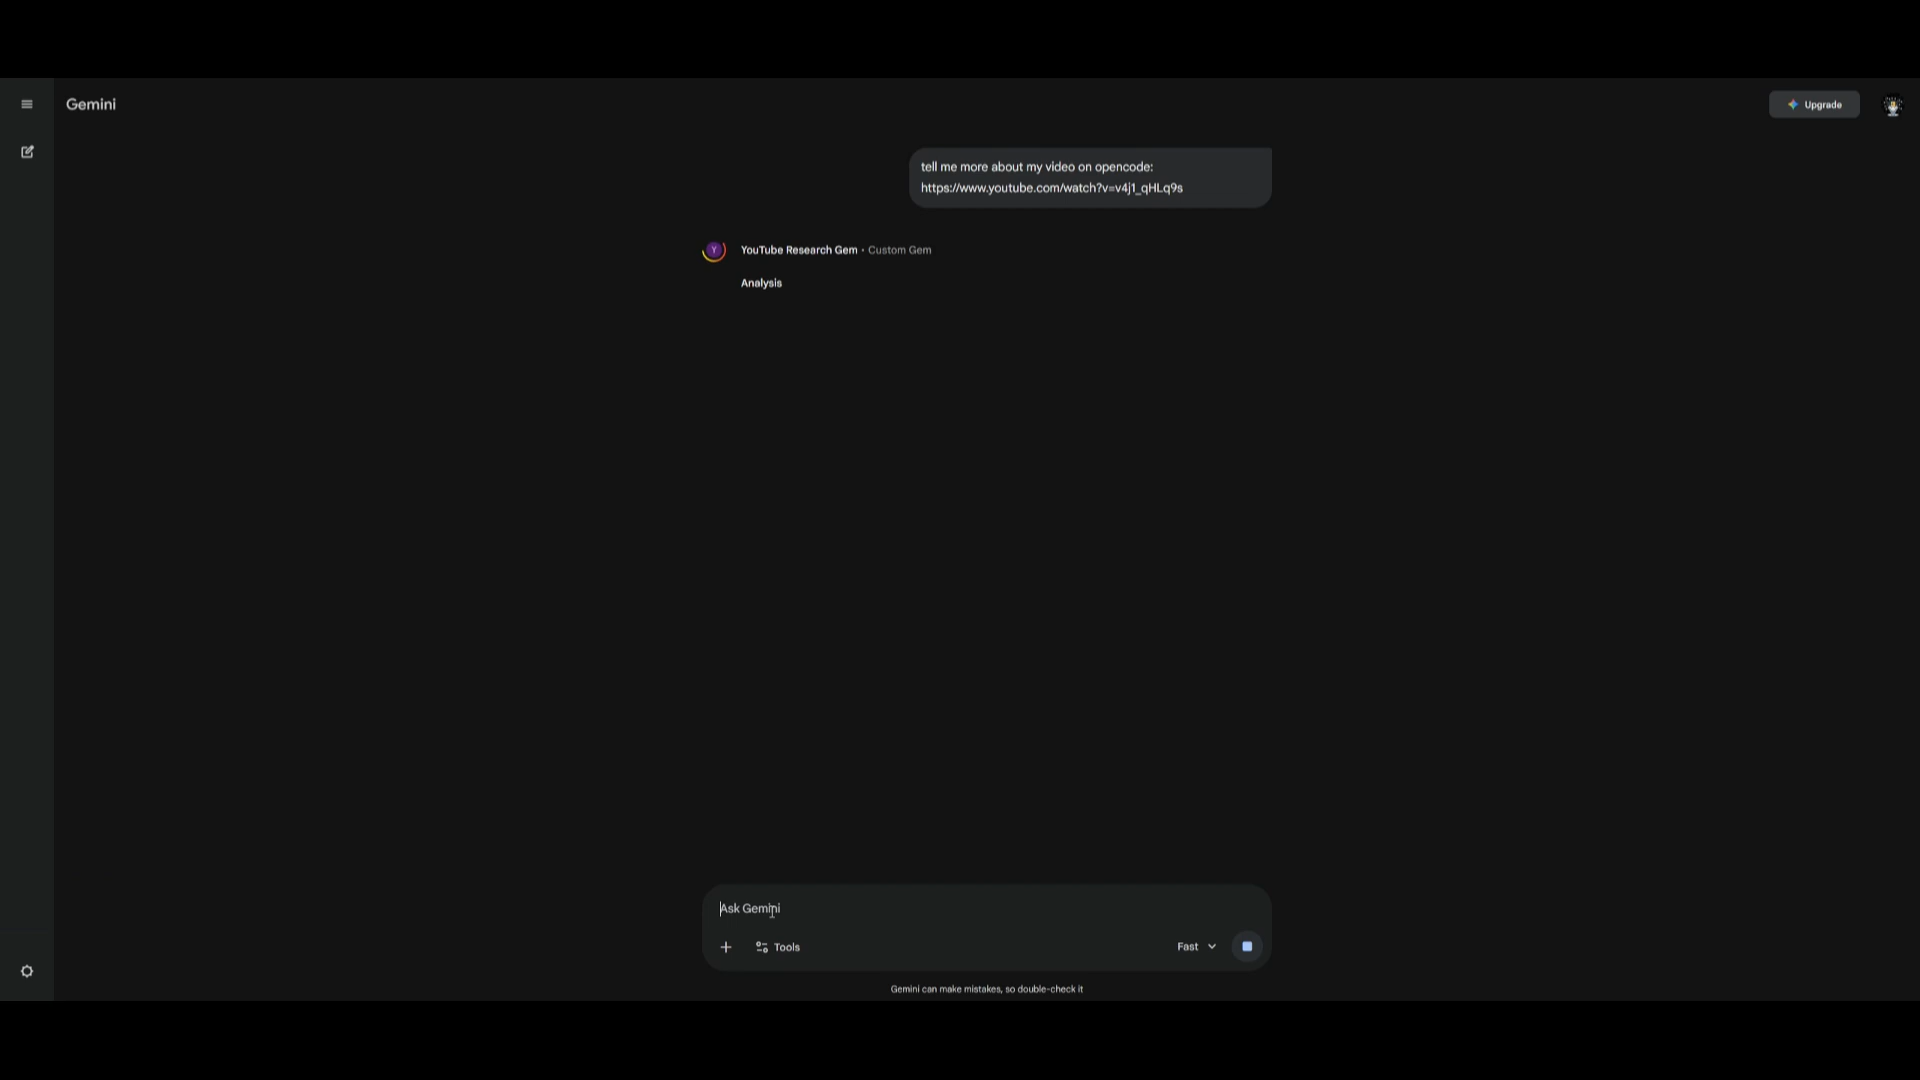 Gemini
Upgrade
tell me more about my video on opencode:
https://www.youtube.com/watch?v=v4j1_qHLq9s
Y
YouTube Research Gem • Custom Gem
Analysis
Ask Gemini
Tools
Fast
Gemini can make mistakes, so double-check it